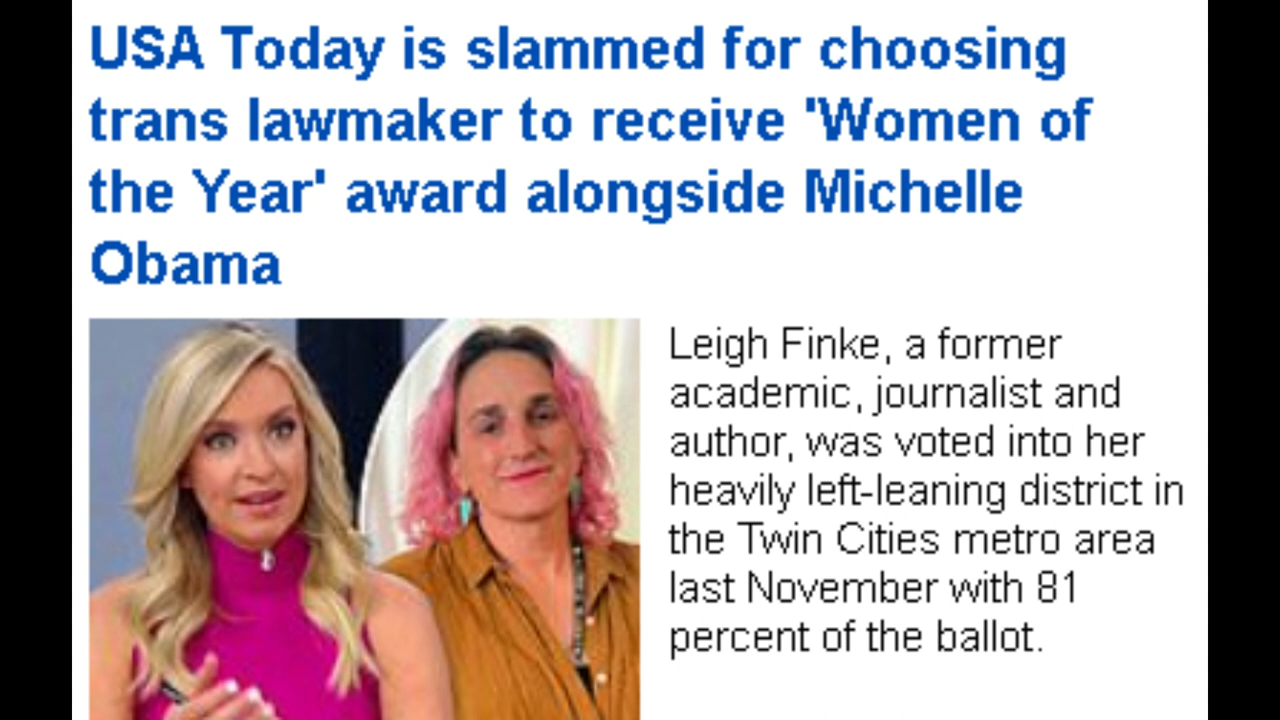 USA Today is slammed for choosing
trans lawmaker to receive 'Women of
the Year' award alongside Michelle
Obama
Leigh Finke, a former
academic, journalist and
author, was voted into her
heavily left-leaning district in
the Twin Cities metro area
last November with 81
percent of the ballot.